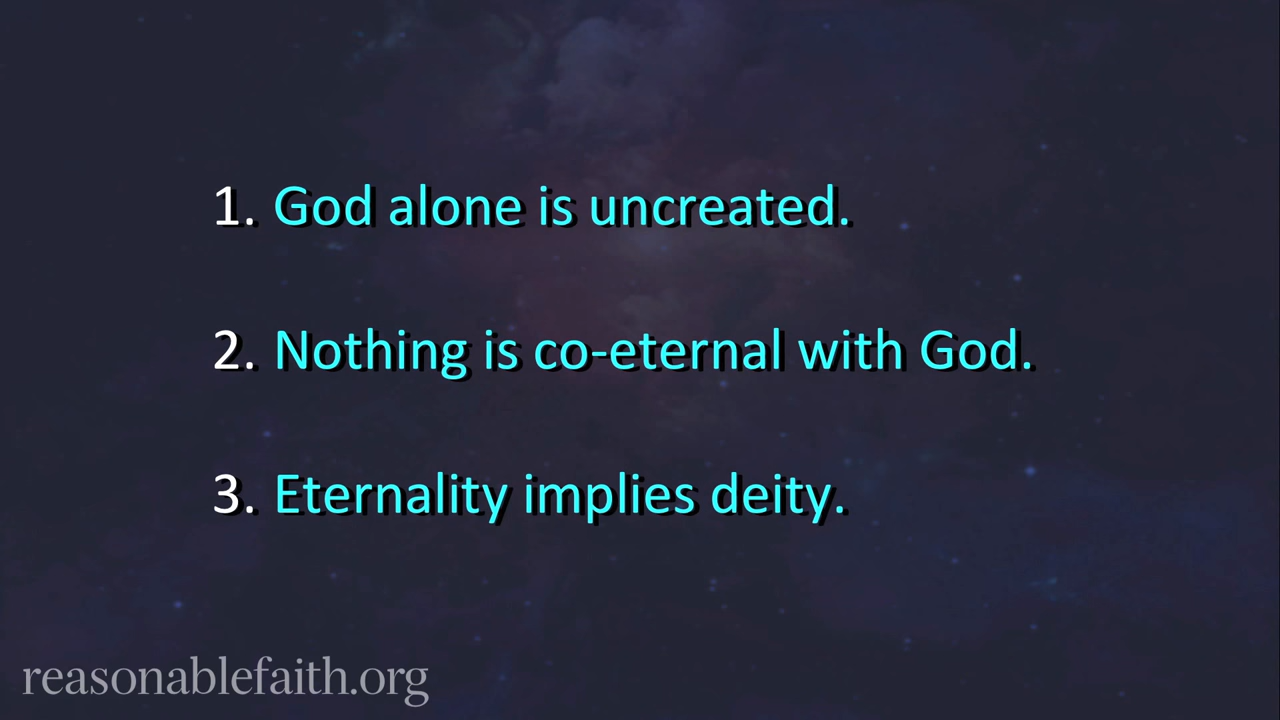 1. God alone is uncreated.
2. Nothing is co-eternal with God.
3. Eternality implies deity.
reasonablefaith.org